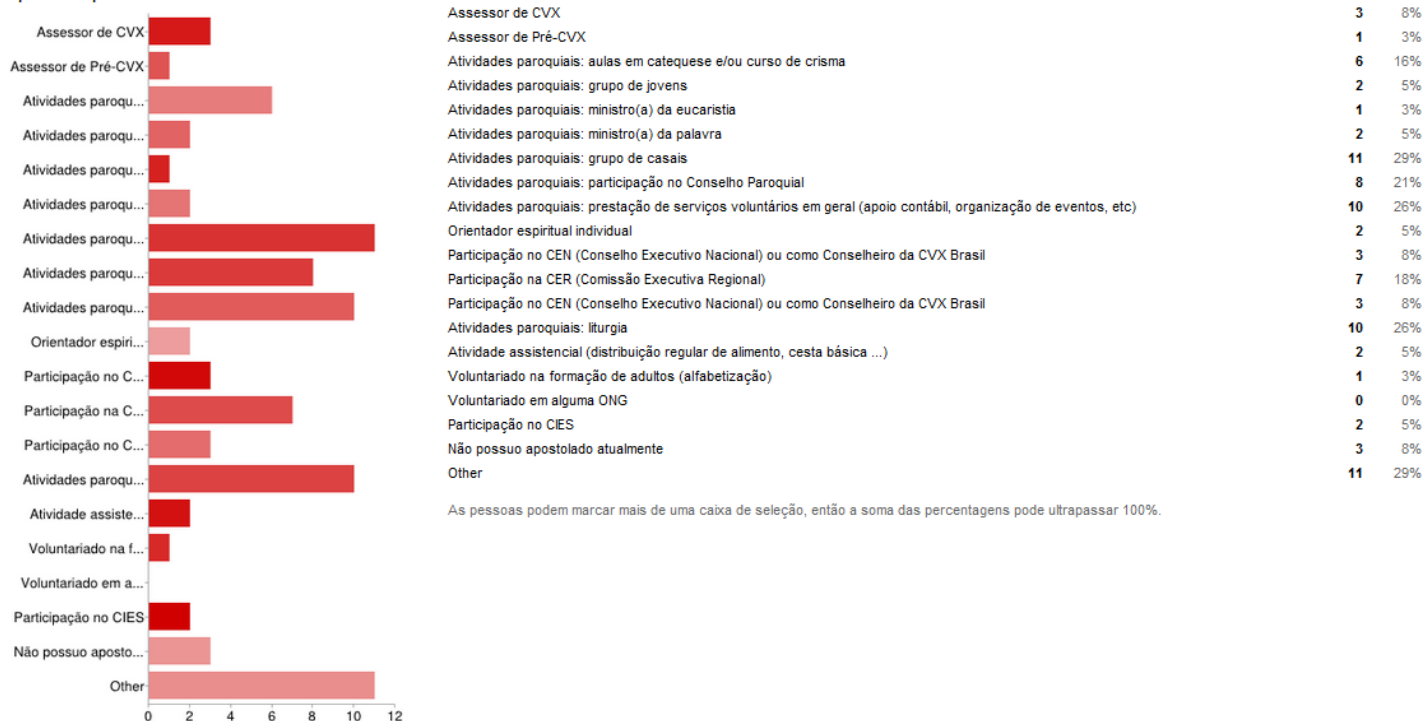 Assessor de CVX
Assessor de Pré-CVX
Atividades paroqu...
Atividades paroqu...
Atividades paroqu...
Atividades paroqu...
Atividades paroqu...
Atividades paroqu...
Atividades paroqu...
Orientador espiri...
Participação no C...
Participação na C...
Participação no C...
Atividades paroqu...
Atividade assiste...
Voluntariado na f...
Voluntariado em a...
Participação no CIES
Não possuo aposto...
Other
0 2 4 6 8 10 12
Assessor de CVX 3 8%
Assessor de Pré-CVX 1 3%
Atividades paroquiais: aulas em catequese e/ou curso de crisma 6 16%
Atividades paroquiais: grupo de jovens 2 5%
Atividades paroquiais: ministro(a) da eucaristia 1 3%
Atividades paroquiais: ministro(a) da palavra 2 5%
Atividades paroquiais: grupo de casais 11 29%
Atividades paroquiais: participação no Conselho Paroquial 8 21%
Atividades paroquiais: prestação de serviços voluntários em geral (apoio contábil, organização de eventos, etc) 10 26%
Orientador espiritual individual 2 5%
Participação no CEN (Conselho Executivo Nacional) ou como Conselheiro da CVX Brasil 3 8%
Participação na CER (Comissão Executiva Regional) 7 18%
Participação no CEN (Conselho Executivo Nacional) ou como Conselheiro da CVX Brasil 3 8%
Atividades paroquiais: liturgia 10 26%
Atividade assistencial (distribuição regular de alimento, cesta básica ...) 2 5%
Voluntariado na formação de adultos (alfabetização) 1 3%
Voluntariado em alguma ONG 0 0%
Participação no CIES 2 5%
Não possuo apostolado atualmente 3 8%
Other 11 29%
As pessoas podem marcar mais de uma caixa de seleção, então a soma das percentagens pode ultrapassar 100%.